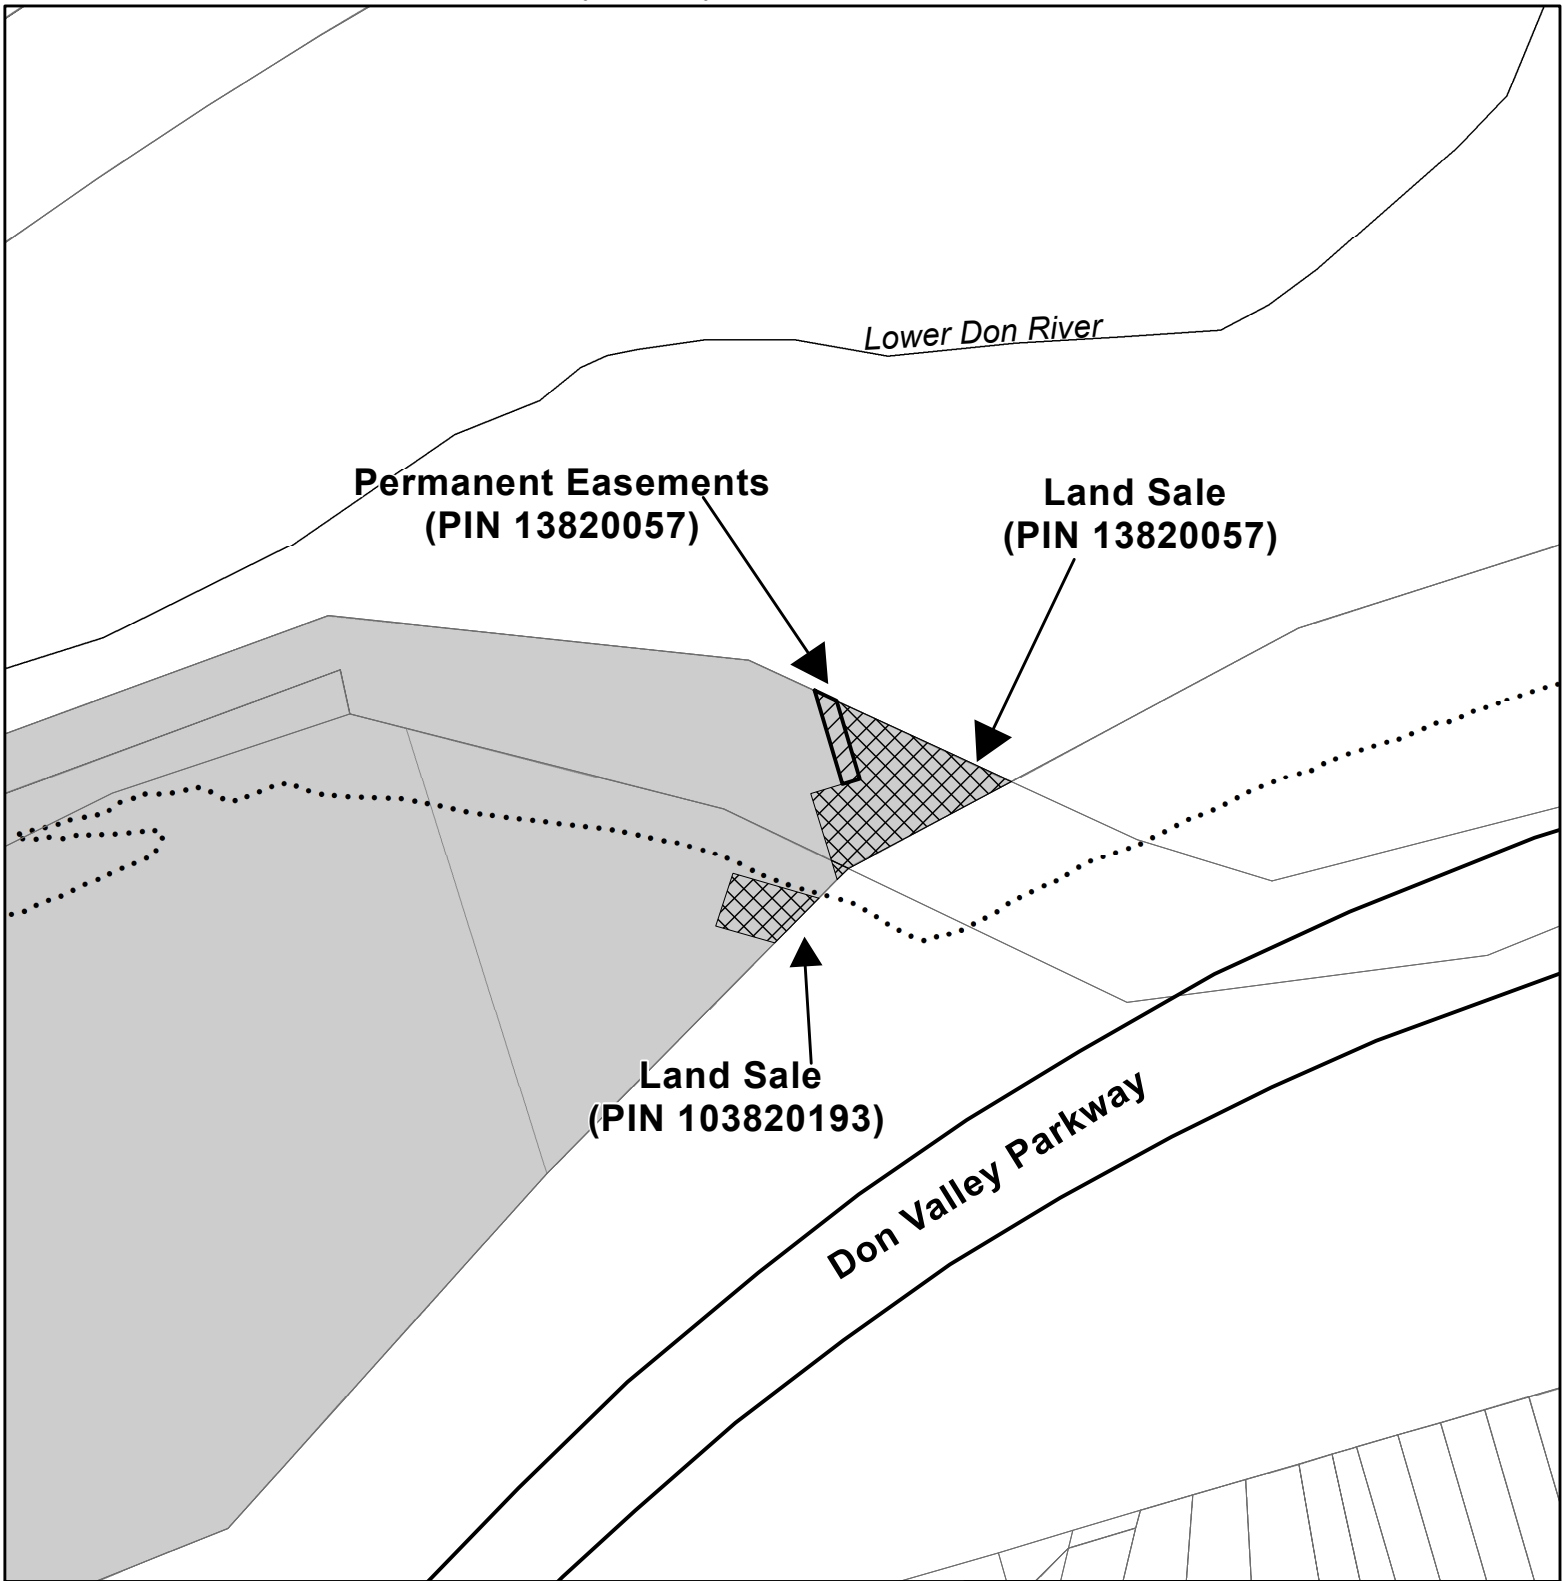 Lower Don River
Permanent Easements
(PIN 13820057)
Land Sale
(PIN 13820057)
Land Sale
(PIN 103820193)
Don Valley Parkway